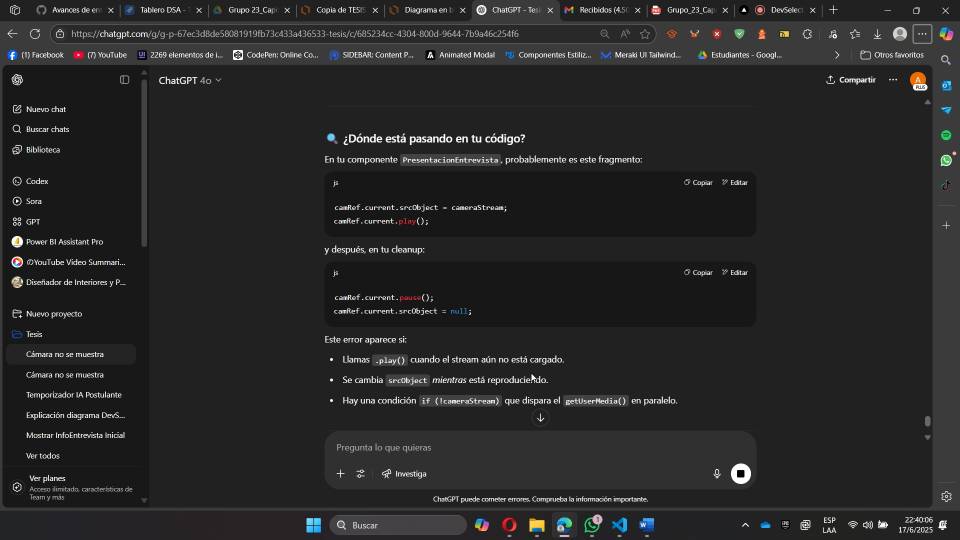 Avances de en
Tablero DSA - T
Grupo 23_Cap
Copia de TESIS
Diagrama en b
ChatGPT - Tesi
Recibidos (4.50
Grupo_23_Cap
DevSelect
https://chatgpt.com/g/g-p-67ec3d8de58081919fb73c433a436533-tesis/c/685234cc-4304-800d-9644-7b9a46c254f6
(1) Facebook
(7) YouTube
2269 elementos de i...
CodePen: Online Co...
SIDEBAR: Content P...
Animated Modal
Componentes Estiliz...
Meraki UI Tailwind...
Estudiantes - Googl...
Otros favoritos
ChatGPT 4o
Compartir
PLUS
Nuevo chat
Buscar chats
Biblioteca
Codex
Sora
GPT
Power BI Assistant Pro
YouTube Video Summari...
Diseñador de Interiores y P...
Nuevo proyecto
Tesis
Cámara no se muestra
Cámara no se muestra
Temporizador IA Postulante
Explicación diagrama DevS...
Mostrar InfoEntrevista Inicial
Ver todos
Ver planes
Acceso ilimitado, características de
Team y más
¿Dónde está pasando en tu código?
En tu componente PresentacionEntrevista, probablemente es este fragmento:
js
Copiar
Editar
camRef.current.srcObject = cameraStream;
camRef.current.play();
y después, en tu cleanup:
js
Copiar
Editar
camRef.current.pause();
camRef.current.srcObject = null;
Este error aparece si:
• Llamas .play() cuando el stream aún no está cargado.
• Se cambia srcObject mientras está reproduciendo.
• Hay una condición if (!cameraStream) que dispara el getUserMedia() en paralelo.
Pregunta lo que quieras
Investiga
ChatGPT puede cometer errores. Comprueba la información importante.
Buscar
ESP
LAA
22:40:06
17/6/2025